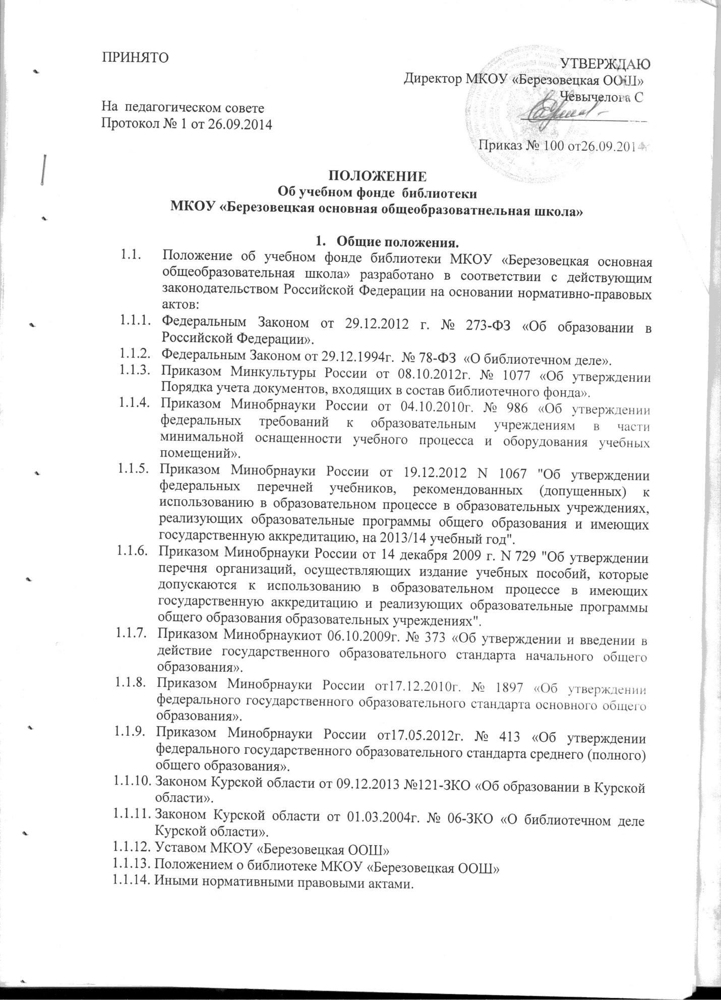 ПРИНЯТО
УТВЕРЖДАЮ
Директор МКОУ «Березовецкая ООШ»
Чевычелова С
На педагогическом совете
Протокол № 1 от 26.09.2014
Приказ № 100 от26.09.2014г
ПОЛОЖЕНИЕ
Об учебном фонде библиотеки
МКОУ «Березовецкая основная общеобразоватнельная школа»
1. Общие положения.
1.1. Положение об учебном фонде библиотеки МКОУ «Березовецкая основная
общеобразовательная школа» разработано в соответствии с действующим
законодательством Российской Федерации на основании нормативно-правовых
актов:
1.1.1. Федеральным Законом от 29.12.2012 г. № 273-ФЗ «Об образовании в
Российской Федерации».
1.1.2. Федеральным Законом от 29.12.1994г. № 78-ФЗ «О библиотечном деле».
1.1.3. Приказом Минкультуры России от 08.10.2012г. № 1077 «Об утверждении
Порядка учета документов, входящих в состав библиотечного фонда».
1.1.4. Приказом Минобрнауки России от 04.10.2010г. № 986 «Об утверждении
федеральных требований к образовательным учреждениям в части
минимальной оснащенности учебного процесса и оборудования учебных
помещений».
1.1.5. Приказом Минобрнауки России от 19.12.2012 N 1067 "Об утверждении
федеральных перечней учебников, рекомендованных (допущенных) к
использованию в образовательном процессе в образовательных учреждениях,
реализующих образовательные программы общего образования и имеющих
государственную аккредитацию, на 2013/14 учебный год".
1.1.6. Приказом Минобрнауки России от 14 декабря 2009 г. N 729 "Об утверждении
перечня организаций, осуществляющих издание учебных пособий, которые
допускаются к использованию в образовательном процессе в имеющих
государственную аккредитацию и реализующих образовательные программы
общего образования образовательных учреждениях".
1.1.7. Приказом Минобрнаукиот 06.10.2009г. № 373 «Об утверждении и введении в
действие государственного образовательного стандарта начального общего
образования».
1.1.8. Приказом Минобрнауки России от17.12.2010г. № 1897 «Об утверждении
федерального государственного образовательного стандарта основного общего
образования».
1.1.9. Приказом Минобрнауки России от17.05.2012г. № 413 «Об утверждении
федерального государственного образовательного стандарта среднего (полного)
общего образования».
1.1.10. Законом Курской области от 09.12.2013 №121-ЗКО «Об образовании в Курской
области».
1.1.11. Законом Курской области от 01.03.2004г. № 06-ЗКО «О библиотечном деле
Курской области».
1.1.12. Уставом МКОУ «Березовецкая ООШ»
1.1.13. Положением о библиотеке МКОУ «Березовецкая ООШ»
1.1.14. Иными нормативными правовыми актами.